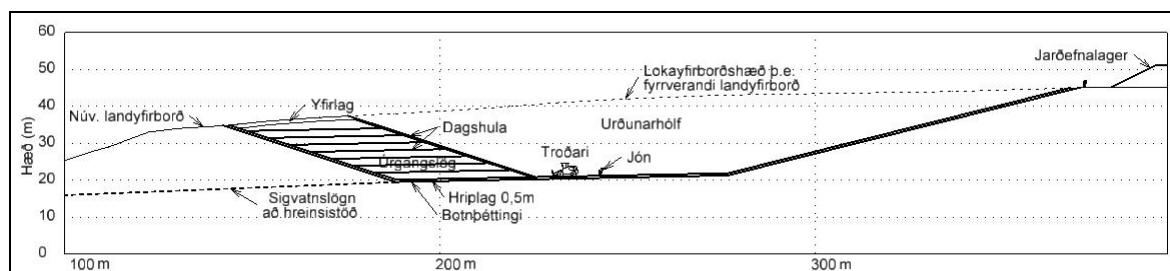 60
50
40
30
20
10
0
Hæð (m)
100 m
200 m
300 m
Núv. landyfirborð
Yfirlag
Dagshula
Úrgangslög
Lokayfirborðshæð þ.e.
fyrrverandi landyfirborð
Urðunarhólf
Troðari
Jón
Jarðefnalager
Sigvatnslögn
að hreinsistöð
Hriplag 0,5m
Botnþéttingi